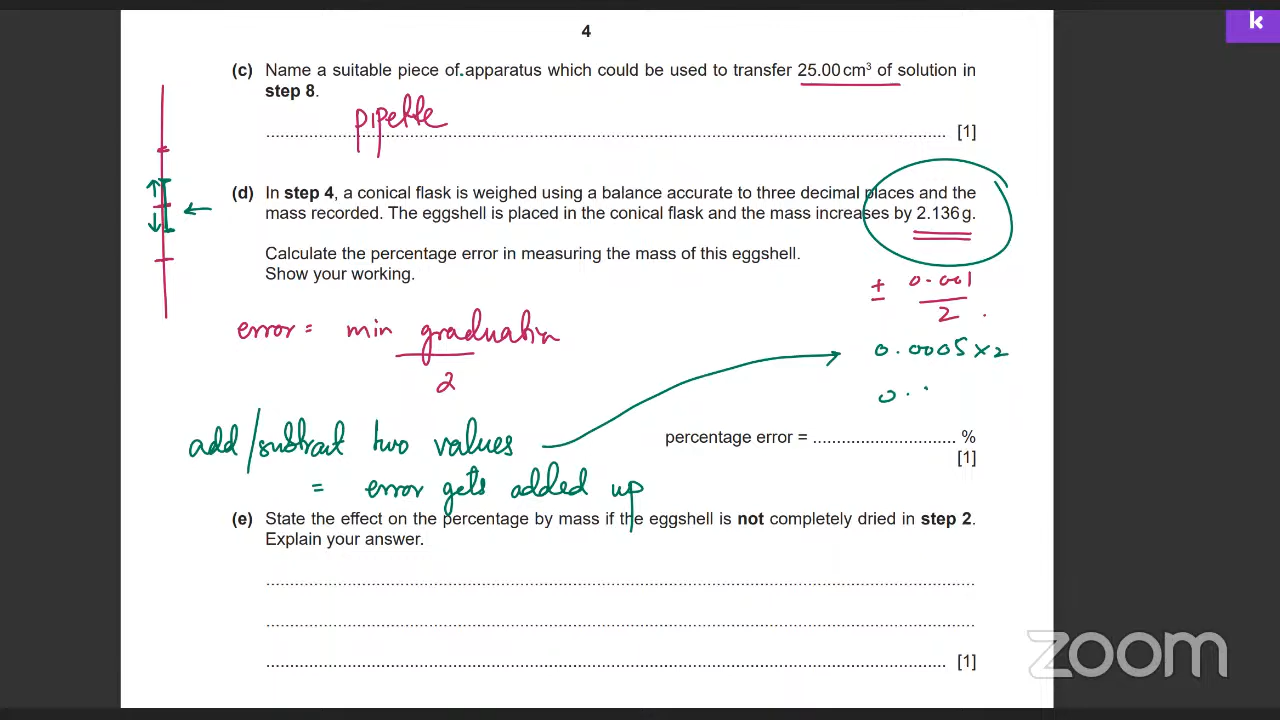 4
k
(c) Name a suitable piece of apparatus which could be used to transfer 25.00 cm³ of solution in
step 8.
pipette
[1]
(d) In step 4, a conical flask is weighed using a balance accurate to three decimal places and the
mass recorded. The eggshell is placed in the conical flask and the mass increases by 2.136 g.
Calculate the percentage error in measuring the mass of this eggshell.
Show your working.
± 0.001
2
error = min graduation
2
0.0005 × 2
0.
add/subtract two values
percentage error = .............................. %
[1]
= error gets added up
(e) State the effect on the percentage by mass if the eggshell is not completely dried in step 2.
Explain your answer.
[1]
zoom